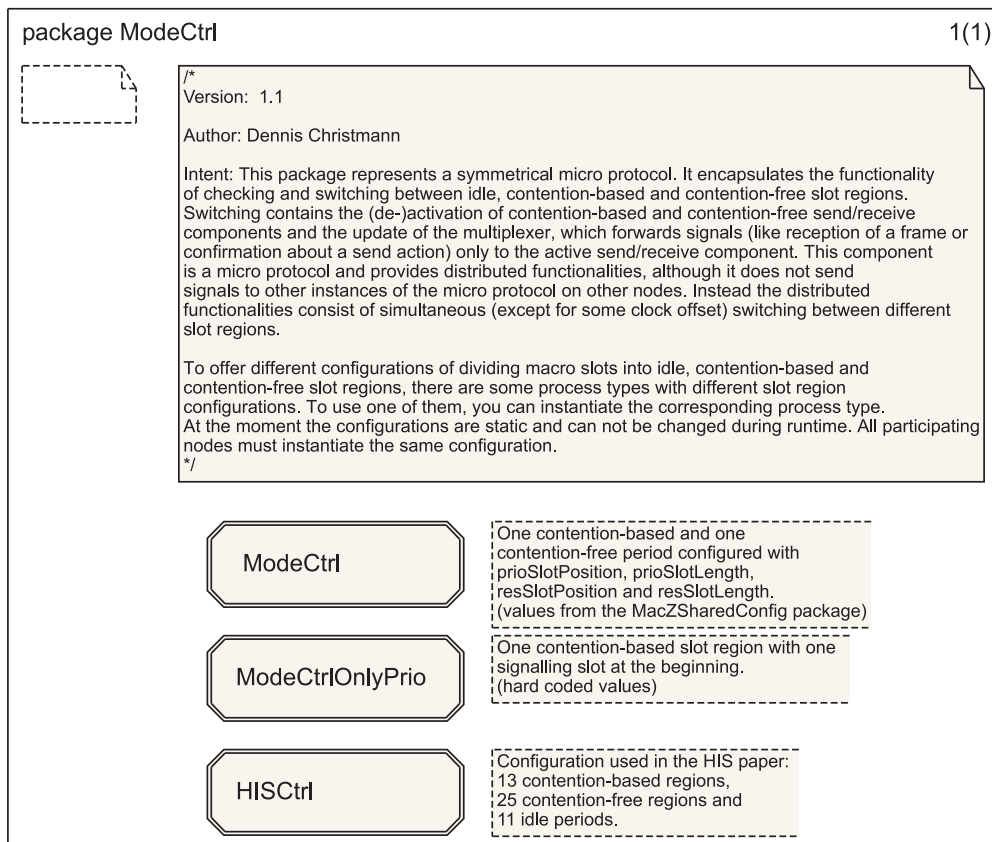 package ModeCtrl
1(1)
/*
Version:  1.1
Author: Dennis Christmann
Intent: This package represents a symmetrical micro protocol. It encapsulates the functionality
of checking and switching between idle, contention-based and contention-free slot regions.
Switching contains the (de-)activation of contention-based and contention-free send/receive
components and the update of the multiplexer, which forwards signals (like reception of a frame or
confirmation about a send action) only to the active send/receive component. This component
is a micro protocol and provides distributed functionalities, although it does not send
signals to other instances of the micro protocol on other nodes. Instead the distributed
functionalities consist of simultaneous (except for some clock offset) switching between different
slot regions.
To offer different configurations of dividing macro slots into idle, contention-based and
contention-free slot regions, there are some process types with different slot region
configurations. To use one of them, you can instantiate the corresponding process type.
At the moment the configurations are static and can not be changed during runtime. All participating
nodes must instantiate the same configuration.
*/
ModeCtrl
One contention-based and one
contention-free period configured with
prioSlotPosition, prioSlotLength,
resSlotPosition and resSlotLength.
(values from the MacZSharedConfig package)
ModeCtrlOnlyPrio
One contention-based slot region with one
signalling slot at the beginning.
(hard coded values)
HISCtrl
Configuration used in the HIS paper:
13 contention-based regions,
25 contention-free regions and
11 idle periods.